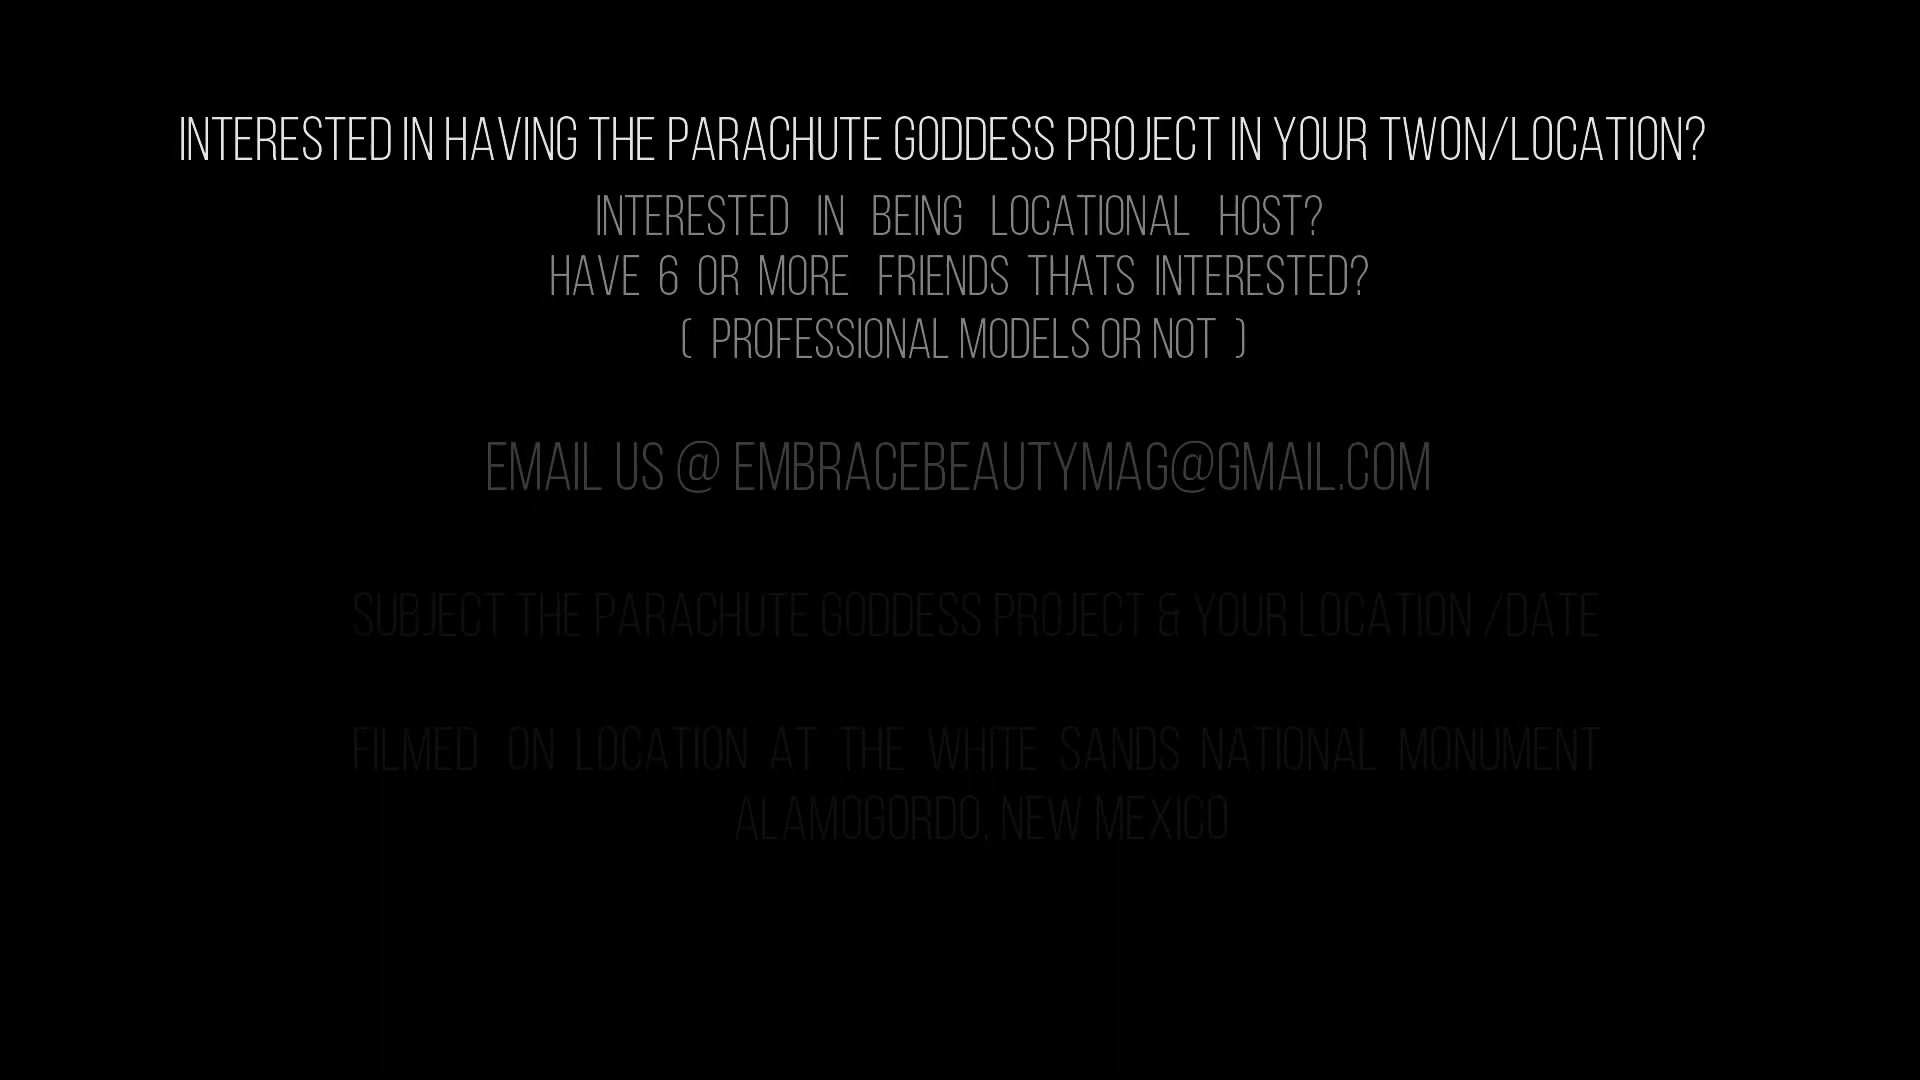 INTERESTED IN HAVING THE PARACHUTE GODDESS PROJECT IN YOUR TWON/LOCATION?
INTERESTED IN BEING LOCATIONAL HOST?
HAVE 6 OR MORE FRIENDS THATS INTERESTED?
( PROFESSIONAL MODELS OR NOT )
EMAIL US @ EMBRACEBEAUTYMAG@GMAIL.COM
SUBJECT THE PARACHUTE GODDESS PROJECT & YOUR LOCATION /DATE
FILMED ON LOCATION AT THE WHITE SANDS NATIONAL MONUMENT
ALAMOGORDO, NEW MEXICO